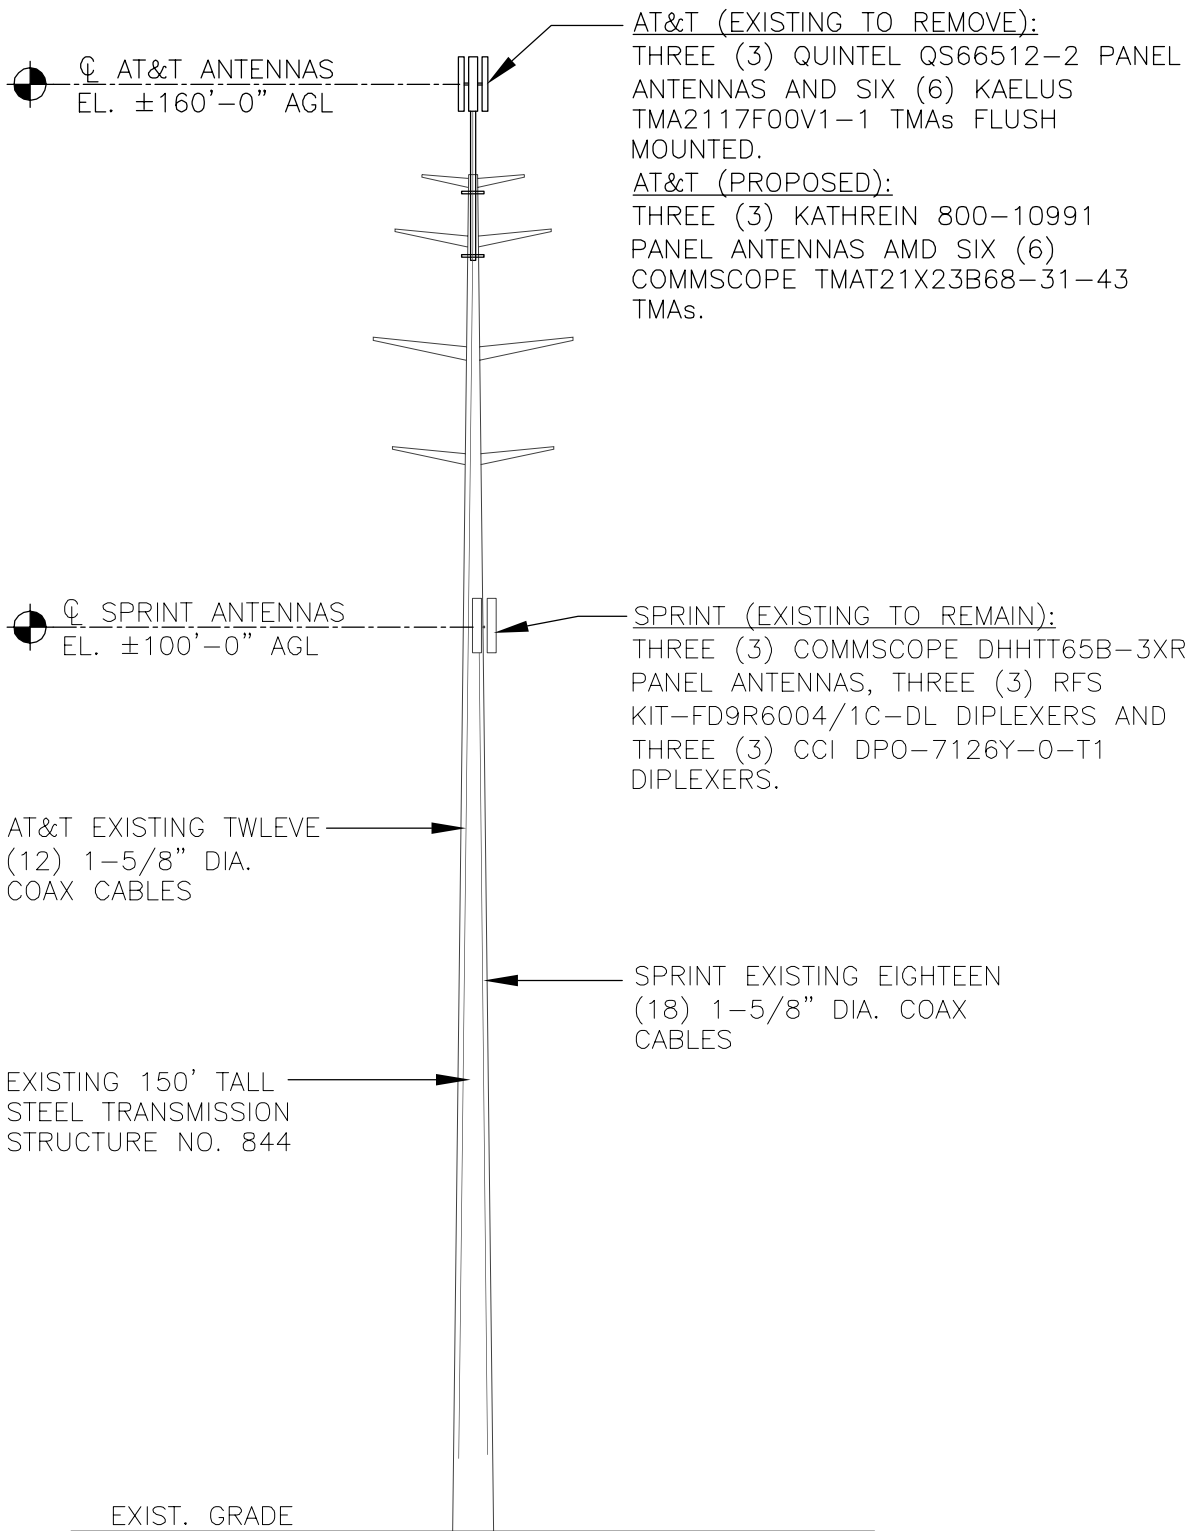 AT&T (EXISTING TO REMOVE):
THREE (3) QUINTEL QS66512-2 PANEL
ANTENNAS AND SIX (6) KAELUS
TMA2117F00V1-1 TMAs FLUSH
MOUNTED.
AT&T (PROPOSED):
THREE (3) KATHREIN 800-10991
PANEL ANTENNAS AMD SIX (6)
COMMSCOPE TMAT21X23B68-31-43
TMAs.
℄ AT&T ANTENNAS
EL. ±160'-0" AGL
℄ SPRINT ANTENNAS
EL. ±100'-0" AGL
SPRINT (EXISTING TO REMAIN):
THREE (3) COMMSCOPE DHHTT65B-3XR
PANEL ANTENNAS, THREE (3) RFS
KIT-FD9R6004/1C-DL DIPLEXERS AND
THREE (3) CCI DPO-7126Y-0-T1
DIPLEXERS.
AT&T EXISTING TWLEVE
(12) 1-5/8" DIA.
COAX CABLES
SPRINT EXISTING EIGHTEEN
(18) 1-5/8" DIA. COAX
CABLES
EXISTING 150' TALL
STEEL TRANSMISSION
STRUCTURE NO. 844
EXIST. GRADE